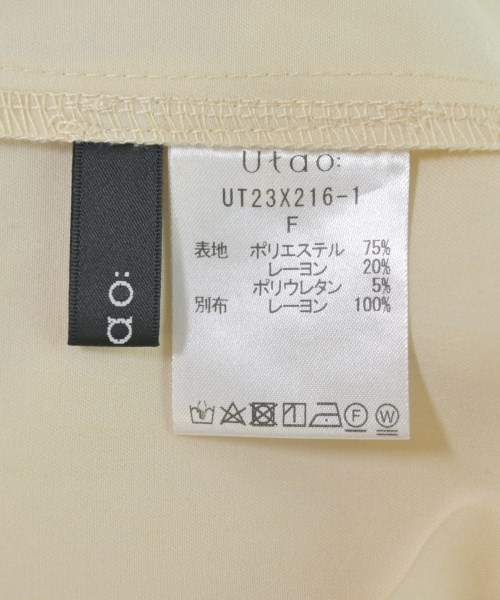 Utao:
UT23X216-1
F
表地 ポリエステル 75%
レーヨン 20%
ポリウレタン 5%
別布 レーヨン 100%
F
W
ao: